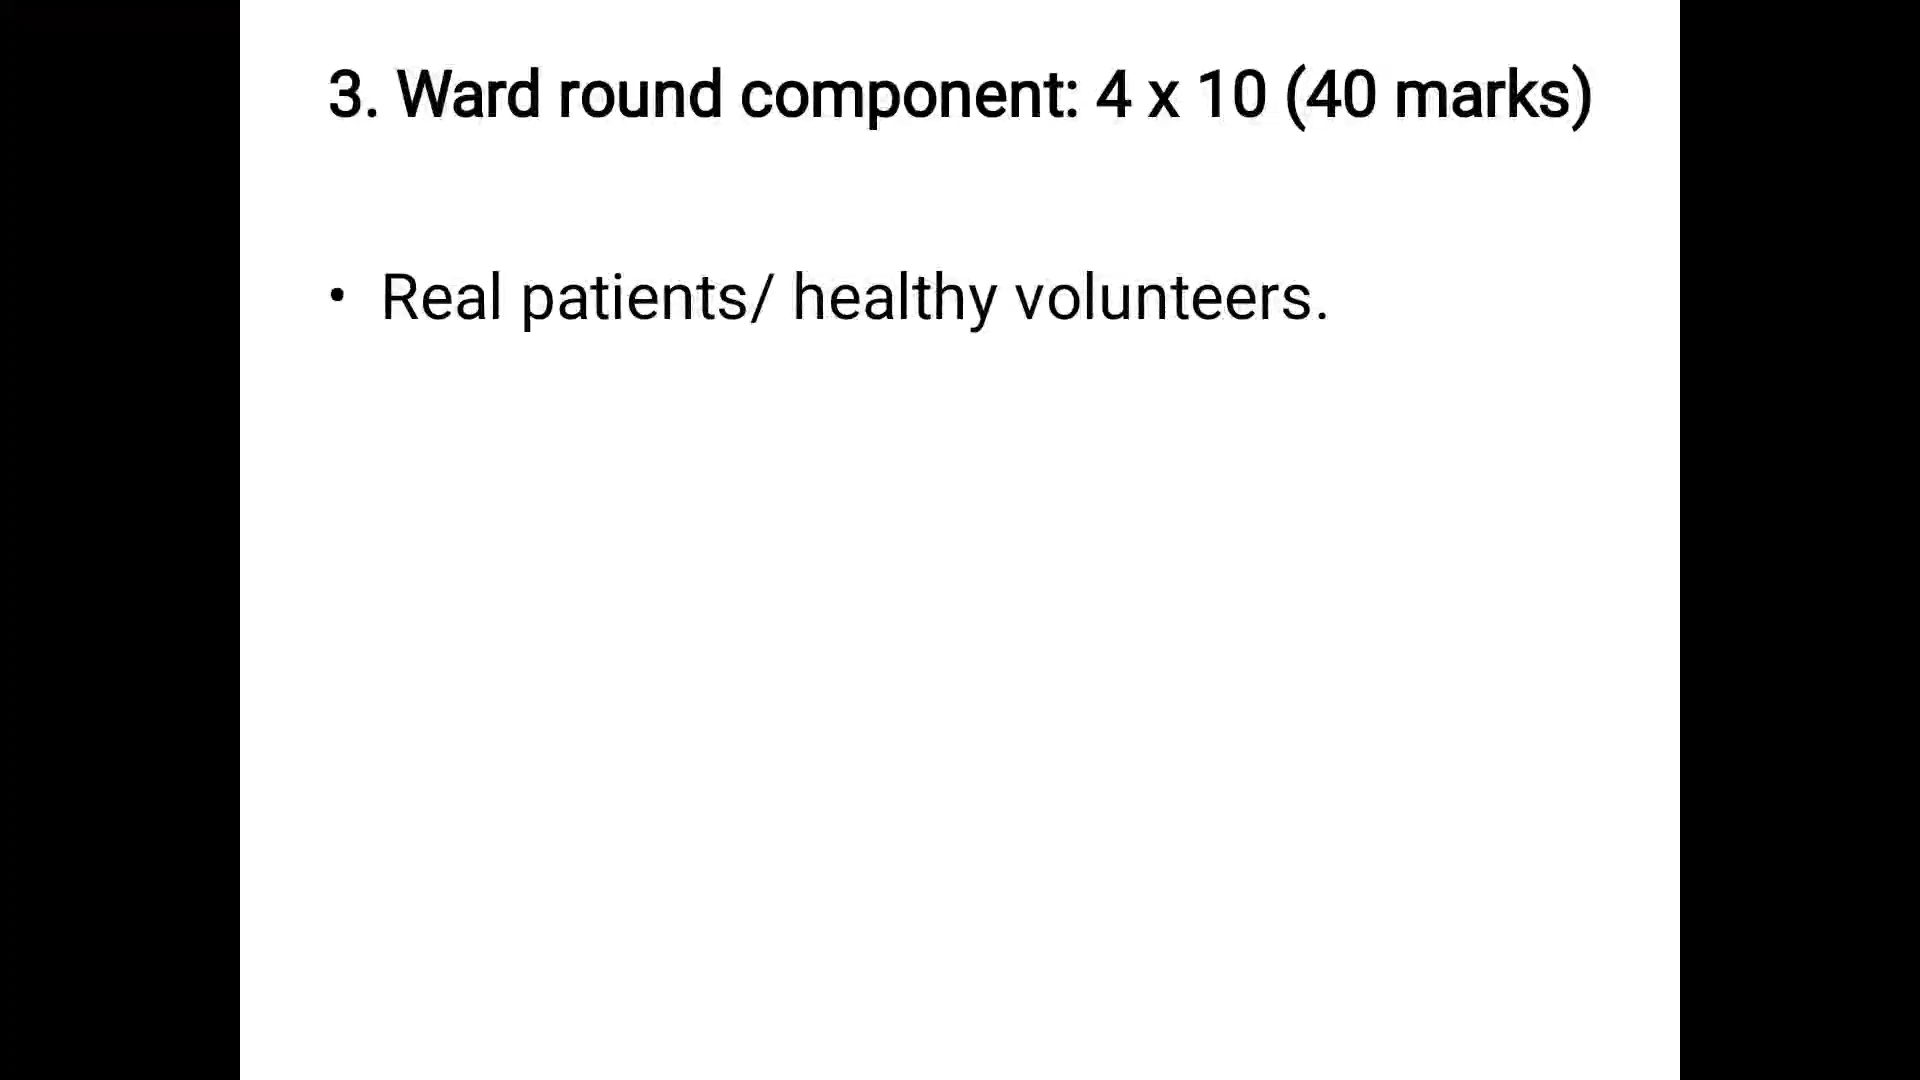 3. Ward round component: 4 x 10 (40 marks)
• Real patients/ healthy volunteers.